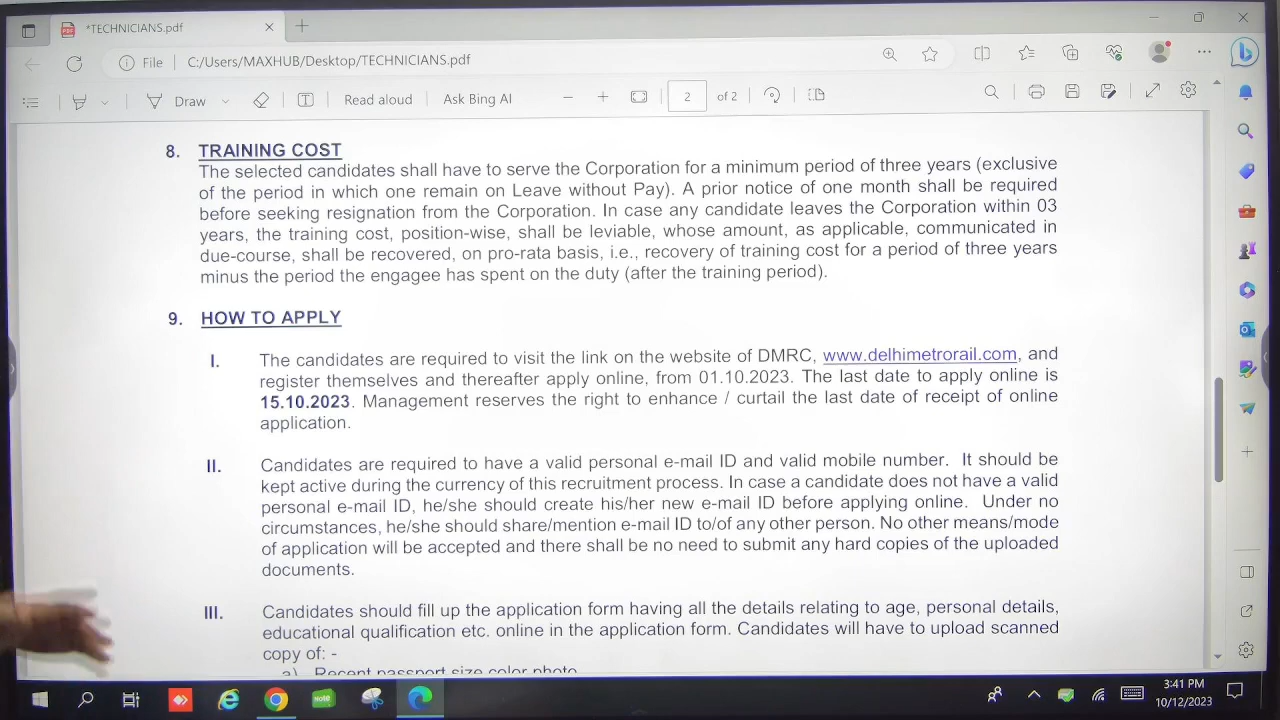 *TECHNICIANS.pdf
File
C:/Users/MAXHUB/Desktop/TECHNICIANS.pdf
Draw
Read aloud
Ask Bing AI
2
of 2
8. TRAINING COST
The selected candidates shall have to serve the Corporation for a minimum period of three years (exclusive
of the period in which one remain on Leave without Pay). A prior notice of one month shall be required
before seeking resignation from the Corporation. In case any candidate leaves the Corporation within 03
years, the training cost, position-wise, shall be leviable, whose amount, as applicable, communicated in
due-course, shall be recovered, on pro-rata basis, i.e., recovery of training cost for a period of three years
minus the period the engagee has spent on the duty (after the training period).
9. HOW TO APPLY
I. The candidates are required to visit the link on the website of DMRC, www.delhimetrorail.com, and
register themselves and thereafter apply online, from 01.10.2023. The last date to apply online is
15.10.2023. Management reserves the right to enhance / curtail the last date of receipt of online
application.
II. Candidates are required to have a valid personal e-mail ID and valid mobile number. It should be
kept active during the currency of this recruitment process. In case a candidate does not have a valid
personal e-mail ID, he/she should create his/her new e-mail ID before applying online. Under no
circumstances, he/she should share/mention e-mail ID to/of any other person. No other means/mode
of application will be accepted and there shall be no need to submit any hard copies of the uploaded
documents.
III. Candidates should fill up the application form having all the details relating to age, personal details,
educational qualification etc. online in the application form. Candidates will have to upload scanned
copy of: -
a) Recent passport size color photo
3:41 PM
10/12/2023